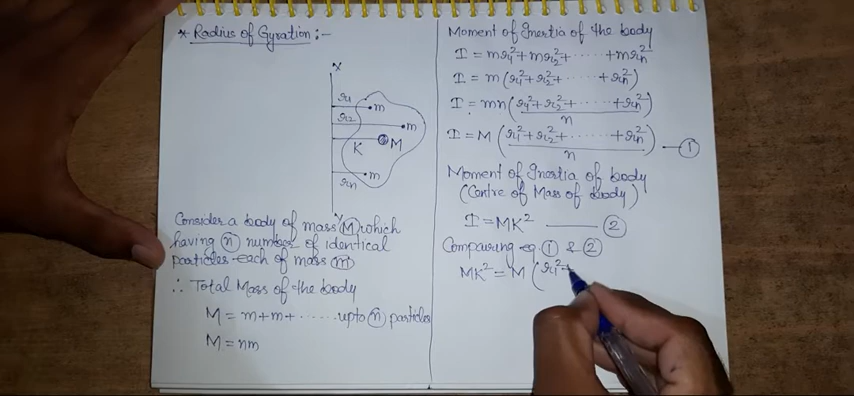 * Radius of Gyration :-
X
r1 m
r2 m
K M
rn m
Y
Consider a body of mass M which
having n number of identical
particles each of mass m
∴ Total Mass of the body
M = m+m+ ...... upto n particles
M = nm
Moment of Inertia of the body
I = mr1²+mr2²+ ...... +mrn²
I = m(r1²+r2²+ ...... +rn²)
I = mn(r1²+r2²+ ...... +rn²)
n
I = M (r1²+r2²+ ...... +rn²) — 1
n
Moment of Inertia of body
(Centre of Mass of body)
I = MK² —— 2
Comparing eq. 1 & 2
MK² = M (r1²+